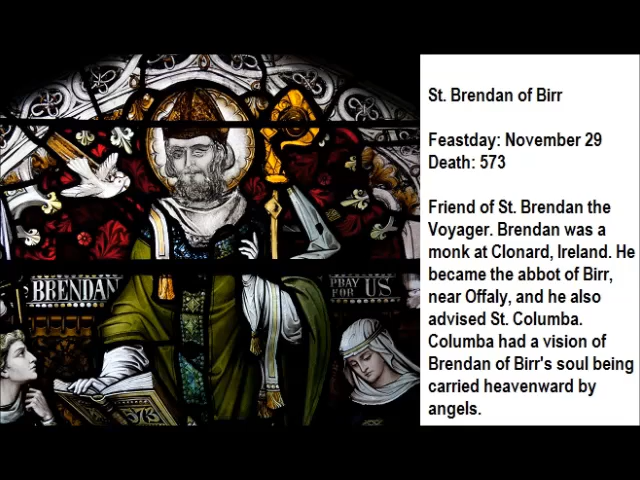 St. Brendan of Birr
Feastday: November 29
Death: 573
Friend of St. Brendan the
Voyager. Brendan was a
monk at Clonard, Ireland. He
became the abbot of Birr,
near Offaly, and he also
advised St. Columba.
Columba had a vision of
Brendan of Birr's soul being
carried heavenward by
angels.
BRENDAN
PRAY
FOR US
573